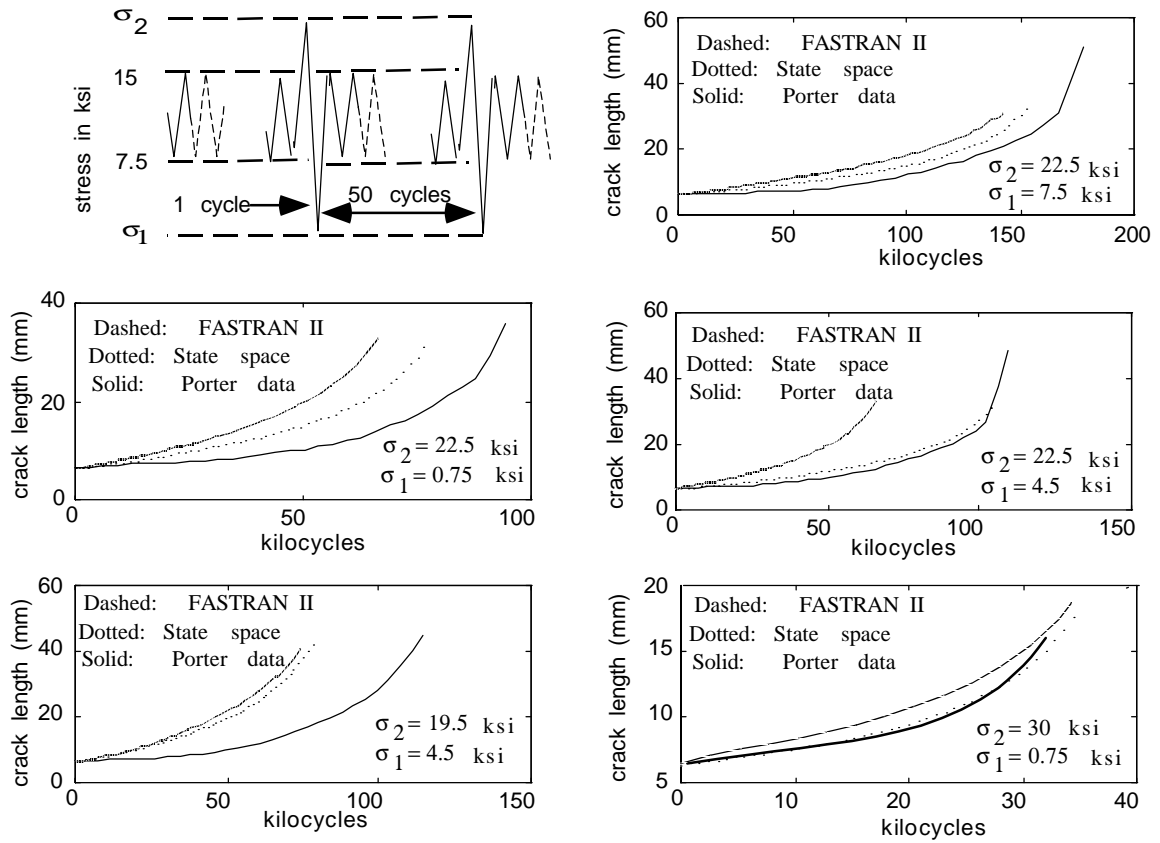 σ2
15
7.5
σ1
stress in ksi
1 cycle
50 cycles
60
40
20
0
crack length (mm)
Dashed: FASTRAN II
Dotted: State space
Solid: Porter data
σ2 = 22.5 ksi
σ1 = 7.5 ksi
0 50 100 150 200
kilocycles
40
20
0
crack length (mm)
Dashed: FASTRAN II
Dotted: State space
Solid: Porter data
σ2 = 22.5 ksi
σ1 = 0.75 ksi
0 50 100
kilocycles
60
40
20
0
crack length (mm)
Dashed: FASTRAN II
Dotted: State space
Solid: Porter data
σ2 = 22.5 ksi
σ1 = 4.5 ksi
0 50 100 150
kilocycles
60
40
20
0
crack length (mm)
Dashed: FASTRAN II
Dotted: State space
Solid: Porter data
σ2 = 19.5 ksi
σ1 = 4.5 ksi
0 50 100 150
kilocycles
20
15
10
5
crack length (mm)
Dashed: FASTRAN II
Dotted: State space
Solid: Porter data
σ2 = 30 ksi
σ1 = 0.75 ksi
0 10 20 30 40
kilocycles